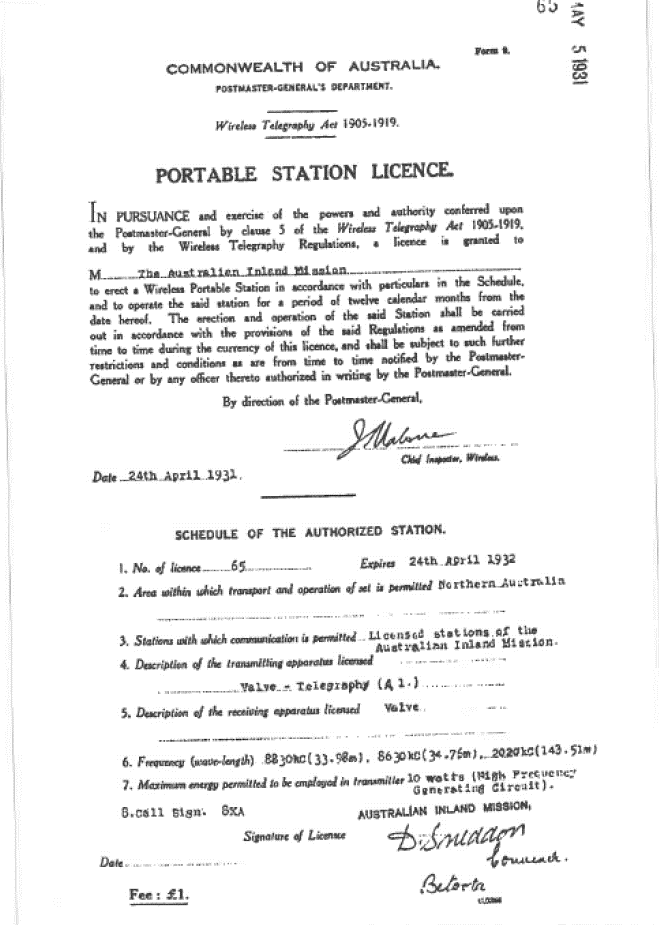 65
MAY 5 1931
Form 9.
COMMONWEALTH OF AUSTRALIA.
POSTMASTER-GENERAL'S DEPARTMENT.
Wireless Telegraphy Act 1905-1919.
PORTABLE STATION LICENCE.
IN PURSUANCE and exercise of the powers and authority conferred upon
the Postmaster-General by clause 5 of the Wireless Telegraphy Act 1905-1919,
and by the Wireless Telegraphy Regulations, a licence is granted to
M The Australian Inland Mission
to erect a Wireless Portable Station in accordance with particulars in the Schedule,
and to operate the said station for a period of twelve calendar months from the
date hereof. The erection and operation of the said Station shall be carried
out in accordance with the provisions of the said Regulations as amended from
time to time during the currency of this licence, and shall be subject to such further
restrictions and conditions as are from time to time notified by the Postmaster-
General or by any officer thereto authorized in writing by the Postmaster-General.
By direction of the Postmaster-General,
J Malone
Chief Inspector, Wireless.
Date 24th April 1931.
SCHEDULE OF THE AUTHORIZED STATION.
1. No. of licence 65 Expires 24th April 1932
2. Area within which transport and operation of set is permitted Northern Australia
3. Stations with which communication is permitted Licensed stations of the
Australian Inland Mission.
4. Description of the transmitting apparatus licensed
Valve - Telegraphy (A 1.)
5. Description of the receiving apparatus licensed Valve
6. Frequency (wave-length) 8830kC(33.98m), 8630kC(34.76m), 2020kC(143.51m)
7. Maximum energy permitted to be employed in transmitter 10 watts (High Frequency
Generating Circuit).
8.Call Sign. 8XA
AUSTRALIAN INLAND MISSION,
Signature of Licensee
Date
Fee: £1.